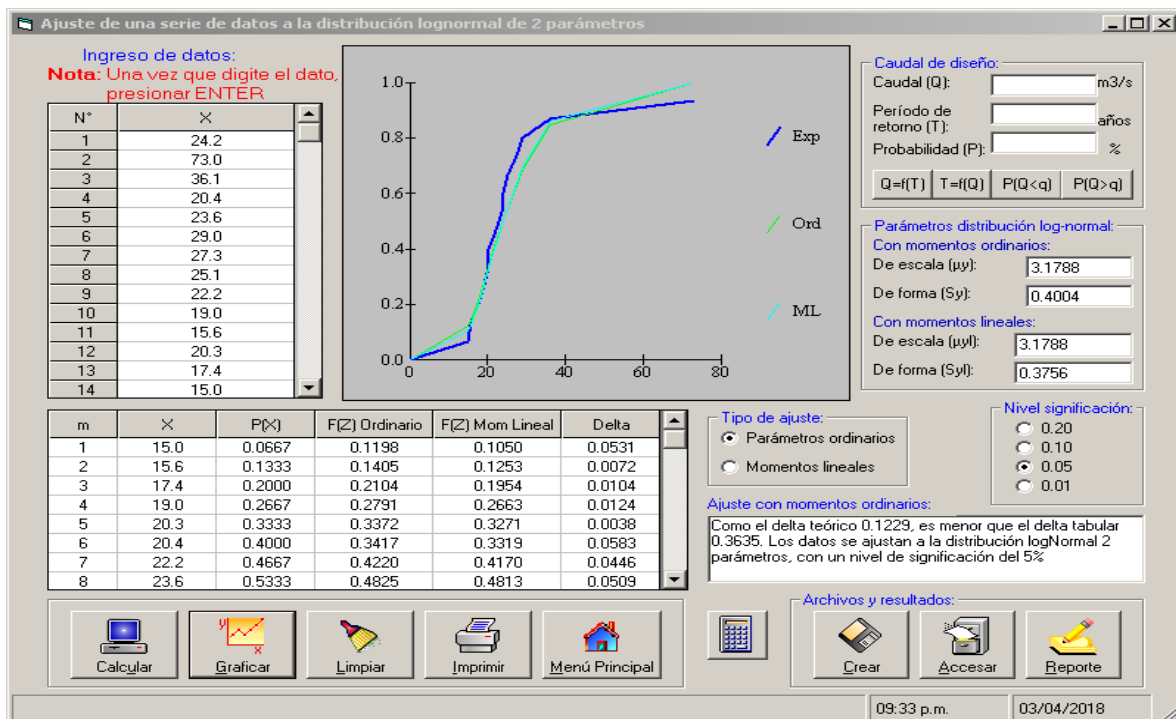 Ajuste de una serie de datos a la distribución lognormal de 2 parámetros
Ingreso de datos:
Nota: Una vez que digite el dato,
presionar ENTER
N° X
1 24.2
2 73.0
3 36.1
4 20.4
5 23.6
6 29.0
7 27.3
8 25.1
9 22.2
10 19.0
11 15.6
12 20.3
13 17.4
14 15.0
1.0
0.8
0.6
0.4
0.2
0.0
0 20 40 60 80
Exp
Ord
ML
Caudal de diseño:
Caudal (Q): m3/s
Período de
retorno (T): años
Probabilidad (P): %
Q=f(T) T=f(Q) P(Q<q) P(Q>q)
Parámetros distribución log-normal:
Con momentos ordinarios:
De escala (µy): 3.1788
De forma (Sy): 0.4004
Con momentos lineales:
De escala (µyl): 3.1788
De forma (Syl): 0.3756
m X P(X) F(Z) Ordinario F(Z) Mom Lineal Delta
1 15.0 0.0667 0.1198 0.1050 0.0531
2 15.6 0.1333 0.1405 0.1253 0.0072
3 17.4 0.2000 0.2104 0.1954 0.0104
4 19.0 0.2667 0.2791 0.2663 0.0124
5 20.3 0.3333 0.3372 0.3271 0.0038
6 20.4 0.4000 0.3417 0.3319 0.0583
7 22.2 0.4667 0.4220 0.4170 0.0446
8 23.6 0.5333 0.4825 0.4813 0.0509
Tipo de ajuste:
Parámetros ordinarios
Momentos lineales
Nivel significación:
0.20
0.10
0.05
0.01
Ajuste con momentos ordinarios:
Como el delta teórico 0.1229, es menor que el delta tabular
0.3635. Los datos se ajustan a la distribución logNormal 2
parámetros, con un nivel de significación del 5%
Calcular Graficar Limpiar Imprimir Menú Principal
Archivos y resultados:
Crear Accesar Reporte
09:33 p.m. 03/04/2018